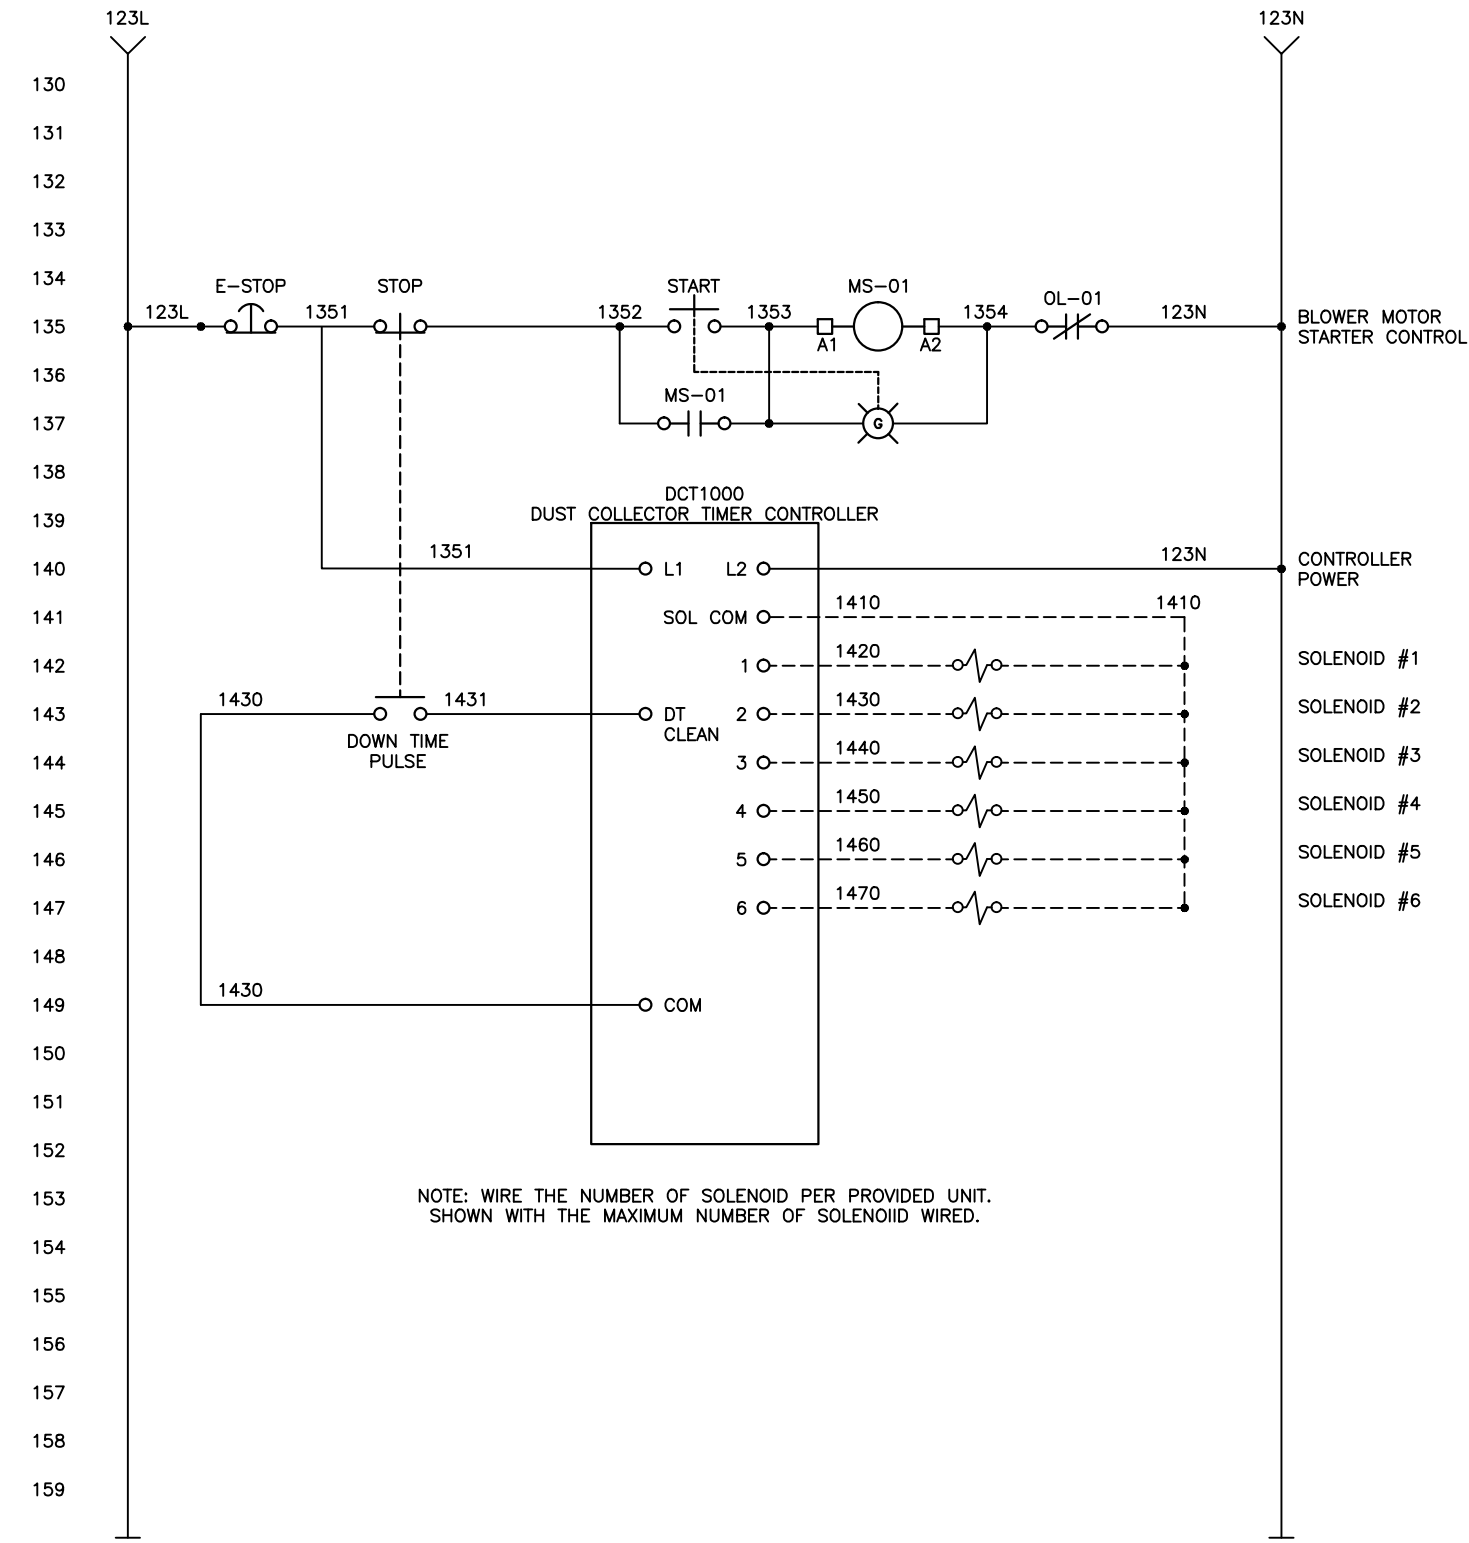 123L 123N
130
131
132
133
134
E-STOP STOP START MS-01
OL-01
123L 1351 1352 1353 1354 123N
135
A1 A2
BLOWER MOTOR
STARTER CONTROL
136
MS-01
137 G
138
DCT1000
139 DUST COLLECTOR TIMER CONTROLLER
1351 123N
140 L1 L2
CONTROLLER
POWER
1410 1410
141 SOL COM
1420
142 1 SOLENOID #1
1430 1431 1430
143 DT 2 SOLENOID #2
CLEAN
DOWN TIME
PULSE
1440
144 3 SOLENOID #3
1450
145 4 SOLENOID #4
1460
146 5 SOLENOID #5
1470
147 6 SOLENOID #6
148
1430
149 COM
150
151
152
153 NOTE: WIRE THE NUMBER OF SOLENOID PER PROVIDED UNIT.
SHOWN WITH THE MAXIMUM NUMBER OF SOLENOIID WIRED.
154
155
156
157
158
159